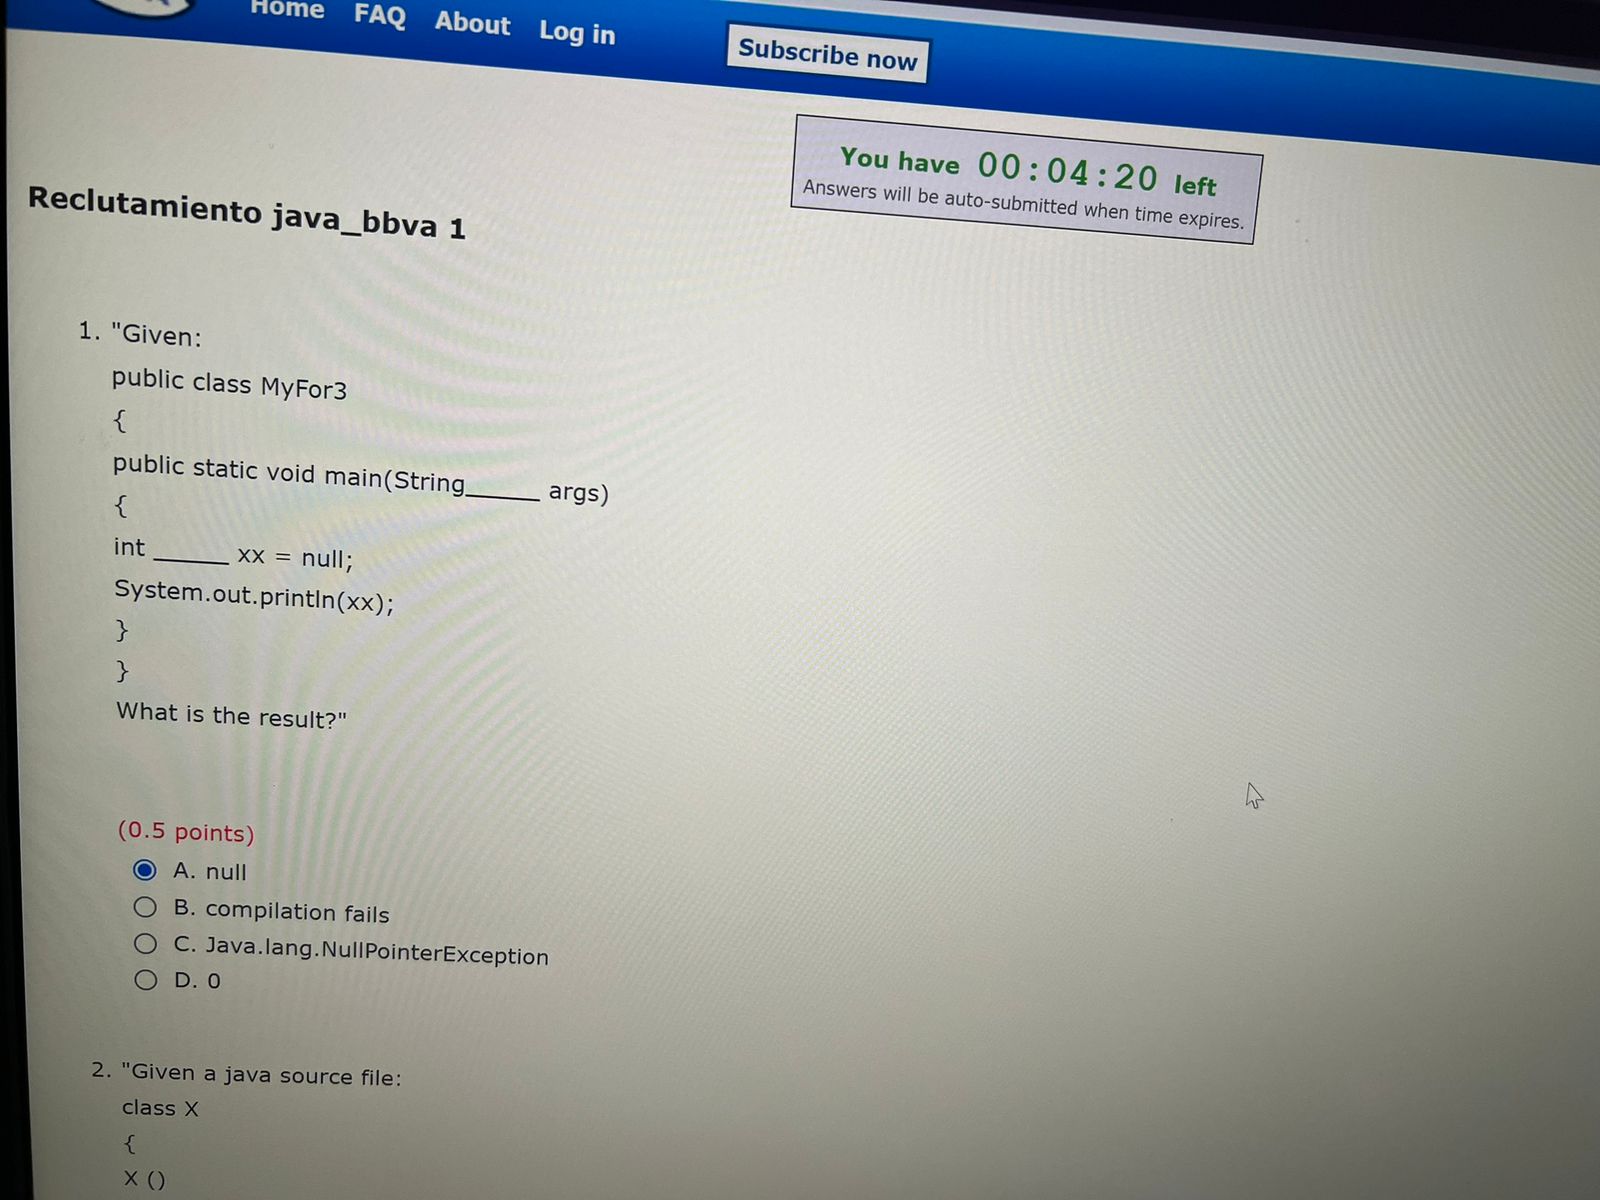 Home FAQ About Log in
Subscribe now
You have 00:04:20 left
Answers will be auto-submitted when time expires.
Reclutamiento java_bbva 1
1. "Given:
public class MyFor3
{
public static void main(String______ args)
{
int ______ xx = null;
System.out.println(xx);
}
}
What is the result?"
(0.5 points)
A. null
B. compilation fails
C. Java.lang.NullPointerException
D. 0
2. "Given a java source file:
class X
{
X ()